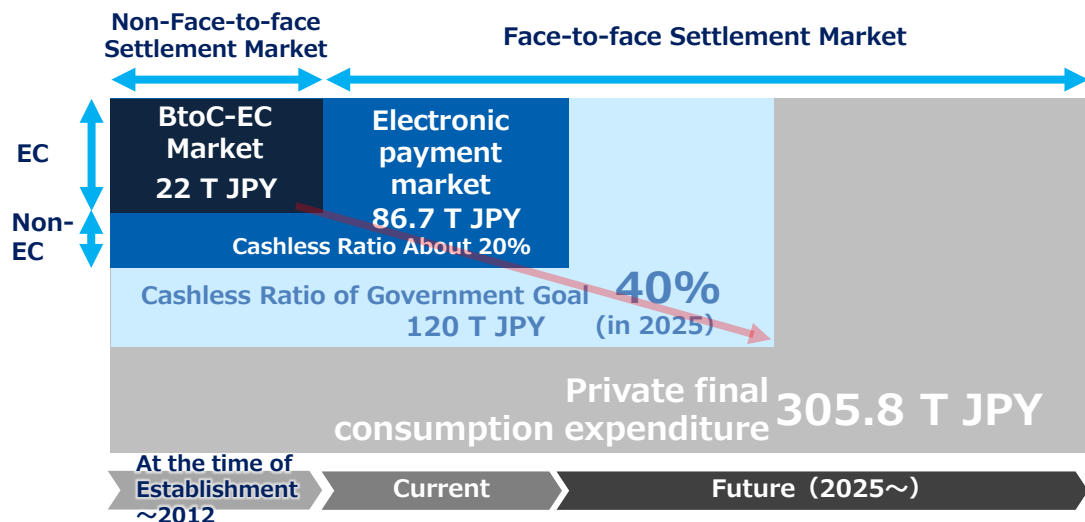 Non-Face-to-face
Settlement Market
Face-to-face Settlement Market
EC
Non-
EC
BtoC-EC
Market
22 T JPY
Electronic
payment
market
86.7 T JPY
Cashless Ratio About 20%
Cashless Ratio of Government Goal
120 T JPY
40%
(in 2025）
Private final
consumption expenditure
305.8 T JPY
At the time of
Establishment
～2012
Current
Future（2025～）